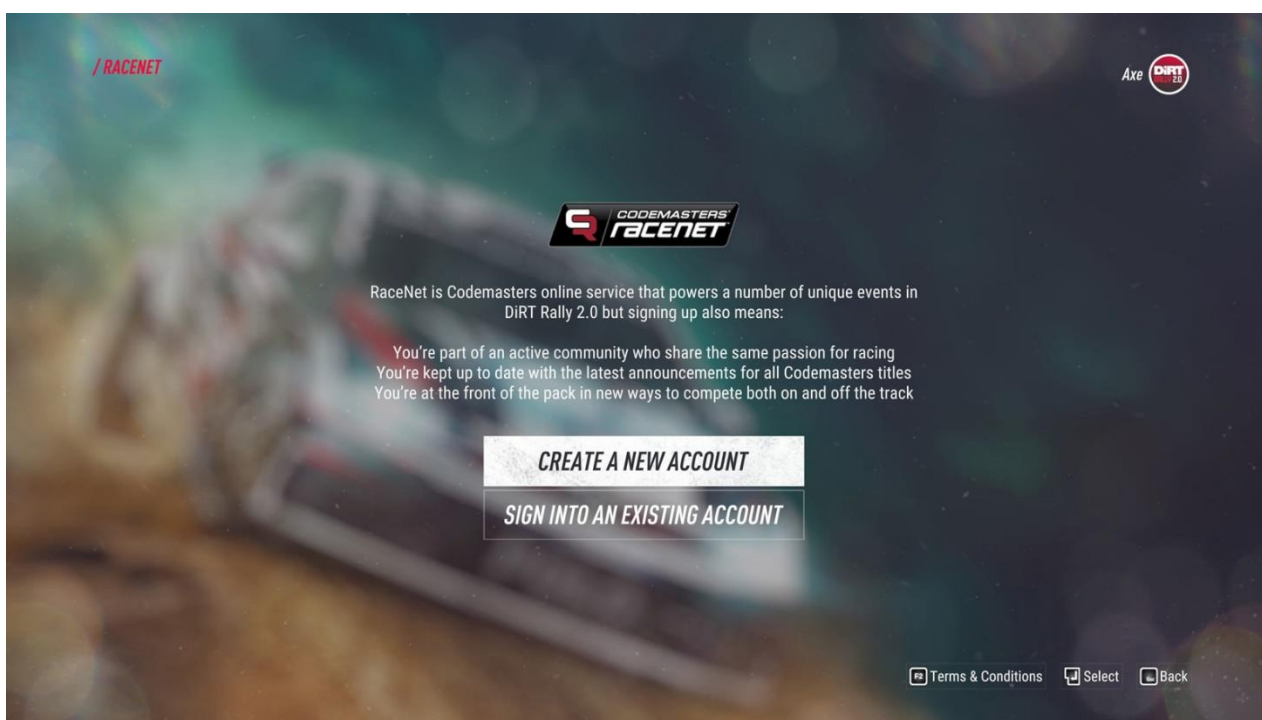 / RACENET
Axe
DiRT
RALLY 2.0
CODEMASTERS
racenet
RaceNet is Codemasters online service that powers a number of unique events in
DiRT Rally 2.0 but signing up also means:
You're part of an active community who share the same passion for racing
You're kept up to date with the latest announcements for all Codemasters titles
You're at the front of the pack in new ways to compete both on and off the track
CREATE A NEW ACCOUNT
SIGN INTO AN EXISTING ACCOUNT
F2 Terms & Conditions Select Back